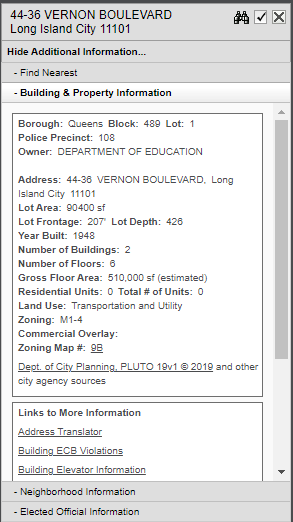 44-36 VERNON BOULEVARD
Long Island City 11101
Hide Additional Information...
- Find Nearest
- Building & Property Information
Borough: Queens Block: 489 Lot: 1
Police Precinct: 108
Owner: DEPARTMENT OF EDUCATION
Address: 44-36 VERNON BOULEVARD, Long
Island City 11101
Lot Area: 90400 sf
Lot Frontage: 207' Lot Depth: 426
Year Built: 1948
Number of Buildings: 2
Number of Floors: 6
Gross Floor Area: 510,000 sf (estimated)
Residential Units: 0 Total # of Units: 0
Land Use: Transportation and Utility
Zoning: M1-4
Commercial Overlay:
Zoning Map #: 9B
Dept. of City Planning, PLUTO 19v1 © 2019 and other
city agency sources
Links to More Information
Address Translator
Building ECB Violations
Building Elevator Information
- Neighborhood Information
- Elected Official Information